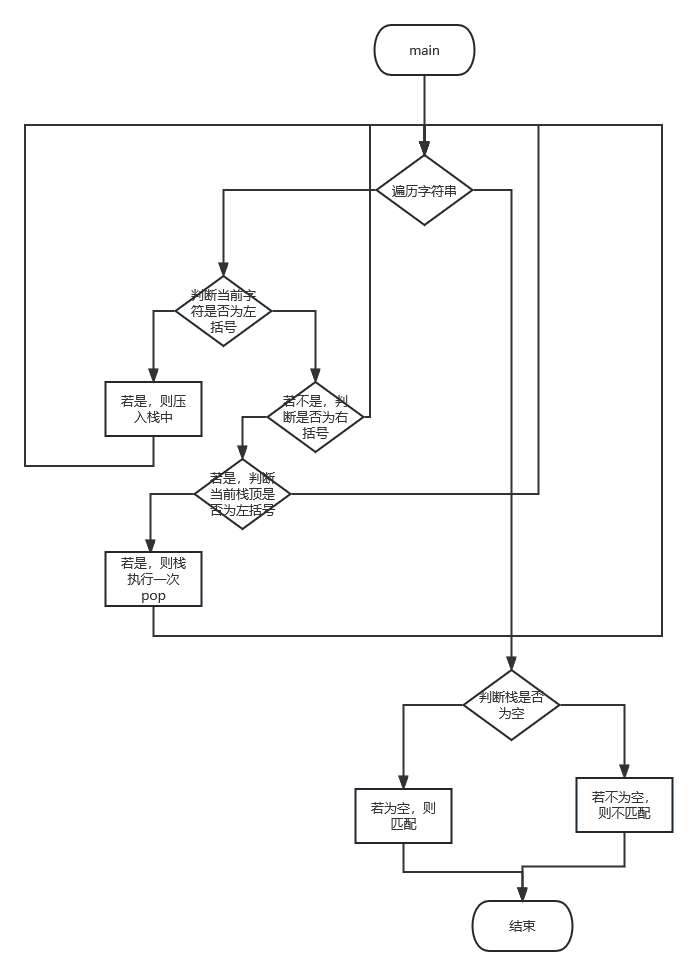 main
遍历字符串
判断当前字
符是否为左
括号
若是，则压
入栈中
若不是，判
断是否为右
括号
若是，判断
当前栈顶是
否为左括号
若是，则栈
执行一次
pop
判断栈是否
为空
若为空，则
匹配
若不为空，
则不匹配
结束